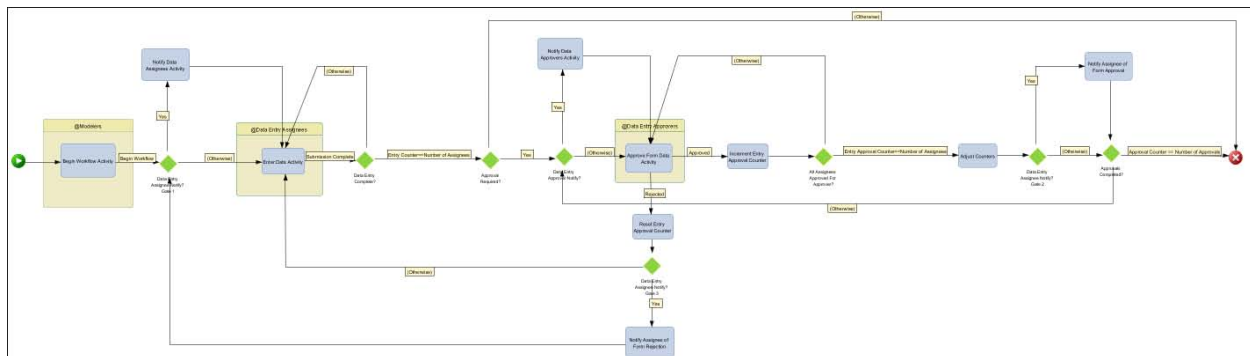 (Otherwise)
Notify Data
Assignees Activity
Notify Data
Approvers Activity
Notify Assignee of
Form Approval
(Otherwise)
(Otherwise)
Yes
Yes
Yes
@Modelers
@Data Entry Assignees
@Data Entry Approvers
Begin Workflow Activity
Begin Workflow
(Otherwise)
Enter Data Activity
Submission Complete
Entry Counter==Number of Assignees
Yes
(Otherwise)
Approve Form Data
Activity
Approved
Increment Entry
Approval Counter
Entry Approval Counter==Number of Assignees
Adjust Counters
(Otherwise)
Approval Counter == Number of Approvals
Data Entry
Assignee Notify?
Gate 1
Data Entry
Complete?
Approval
Required?
Data Entry
Approver Notify?
All Assignees
Approved For
Approver?
Data Entry
Assignee Notify?
Gate 2
Approvals
Completed?
Rejected
(Otherwise)
Reset Entry
Approval Counter
(Otherwise)
Data Entry
Assignee Notify?
Gate 3
Yes
Notify Assignee of
Form Rejection